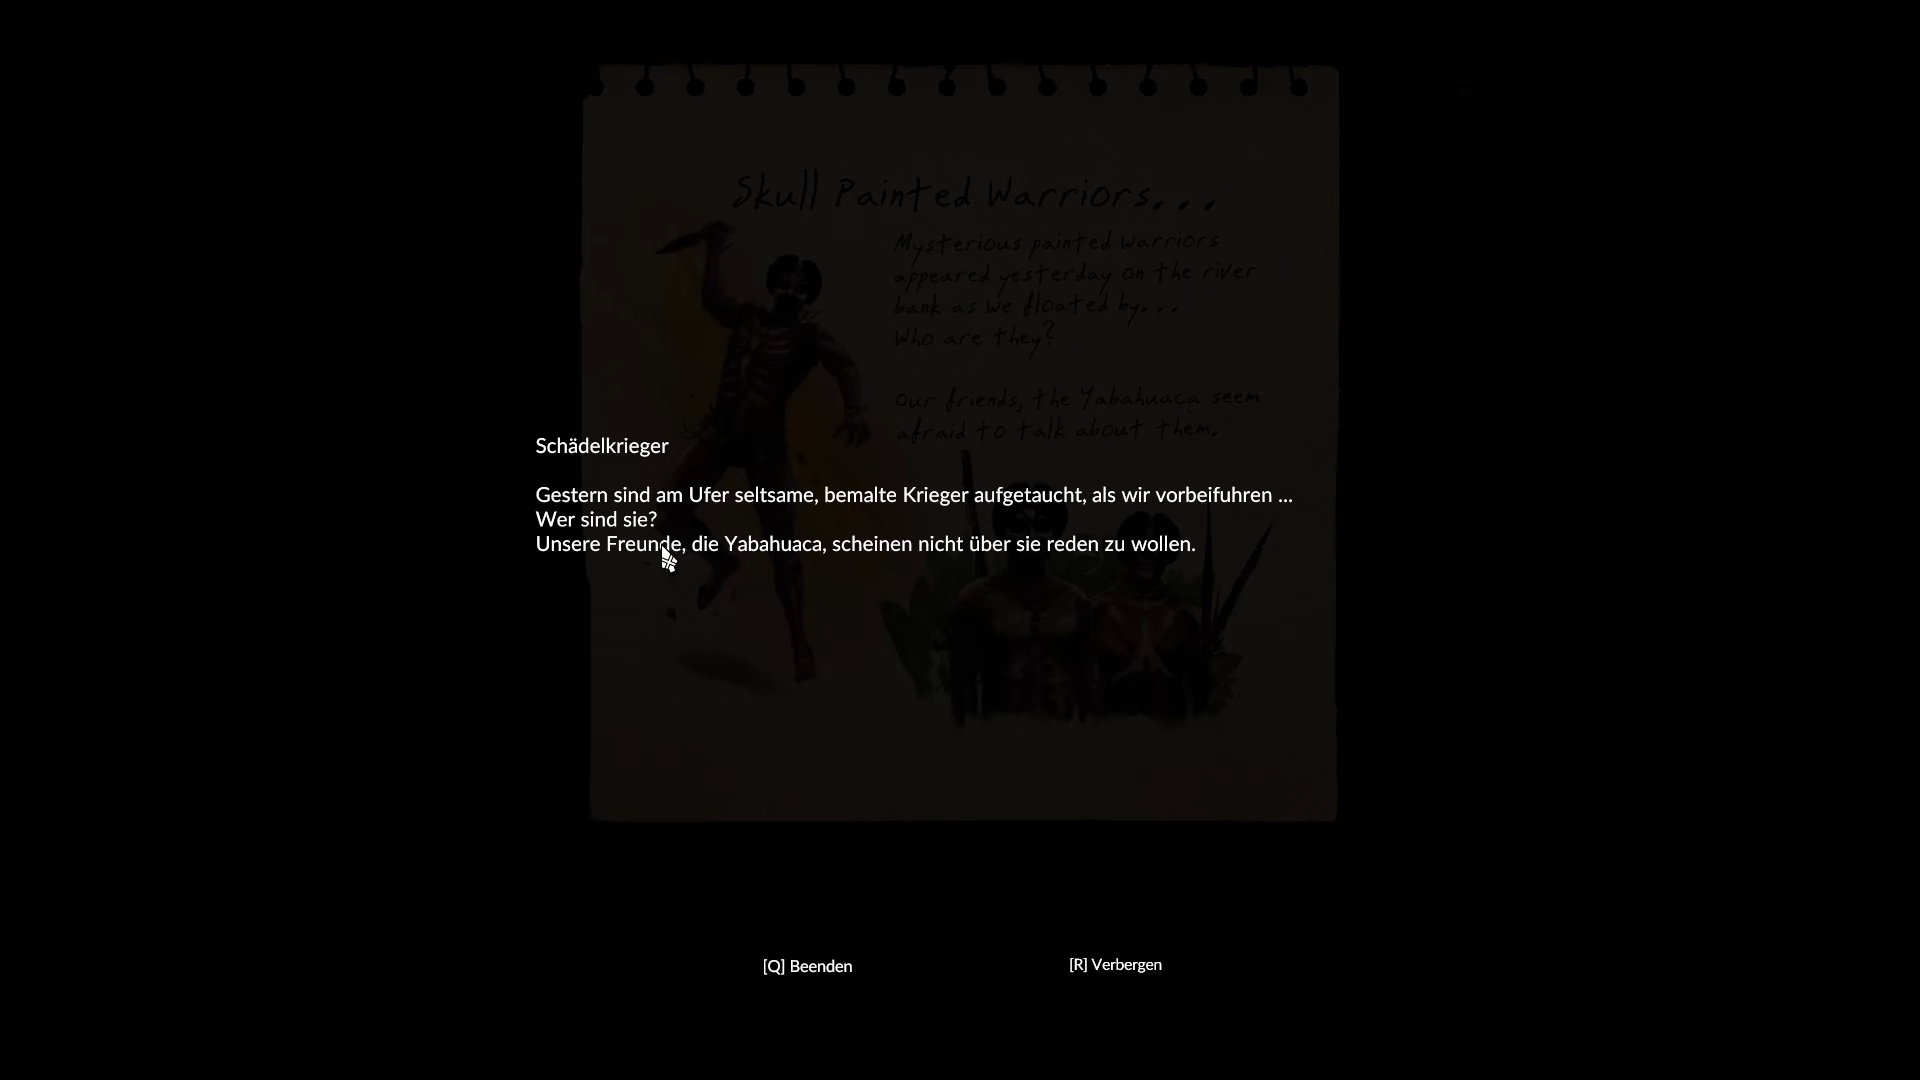 Skull Painted Warriors...
Mysterious painted warriors
appeared yesterday on the river
bank as we floated by...
Who are they?
Our friends, the Yabahuaca seem
afraid to talk about them.
Schädelkrieger
Gestern sind am Ufer seltsame, bemalte Krieger aufgetaucht, als wir vorbeifuhren ...
Wer sind sie?
Unsere Freunde, die Yabahuaca, scheinen nicht über sie reden zu wollen.
[Q] Beenden
[R] Verbergen